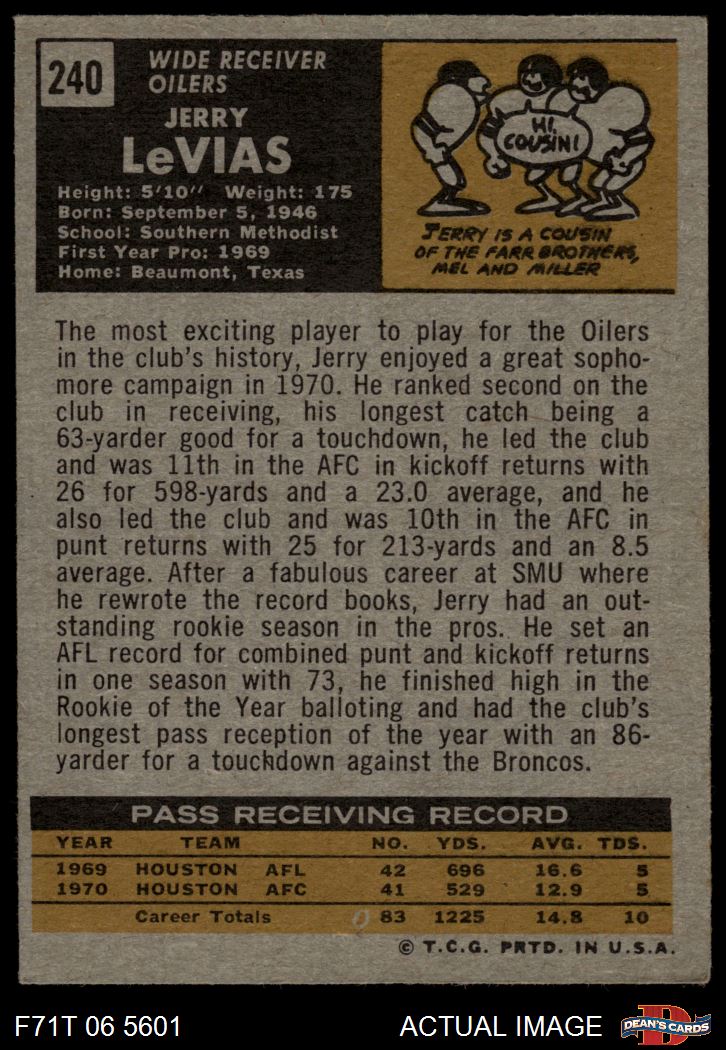 240
WIDE RECEIVER
OILERS
JERRY
LeVIAS
Height: 5'10" Weight: 175
Born: September 5, 1946
School: Southern Methodist
First Year Pro: 1969
Home: Beaumont, Texas
HI,
COUSIN!
JERRY IS A COUSIN
OF THE FARR BROTHERS,
MEL AND MILLER
The most exciting player to play for the Oilers
in the club's history, Jerry enjoyed a great sopho-
more campaign in 1970. He ranked second on the
club in receiving, his longest catch being a
63-yarder good for a touchdown, he led the club
and was 11th in the AFC in kickoff returns with
26 for 598-yards and a 23.0 average, and he
also led the club and was 10th in the AFC in
punt returns with 25 for 213-yards and an 8.5
average. After a fabulous career at SMU where
he rewrote the record books, Jerry had an out-
standing rookie season in the pros. He set an
AFL record for combined punt and kickoff returns
in one season with 73, he finished high in the
Rookie of the Year balloting and had the club's
longest pass reception of the year with an 86-
yarder for a touchdown against the Broncos.
PASS RECEIVING RECORD
YEAR TEAM NO. YDS. AVG. TDS.
1969 HOUSTON AFL 42 696 16.6 5
1970 HOUSTON AFC 41 529 12.9 5
Career Totals 83 1225 14.8 10
© T.C.G. PRTD. IN U.S.A.
F71T 06 5601 ACTUAL IMAGE
D
DEAN'S CARDS